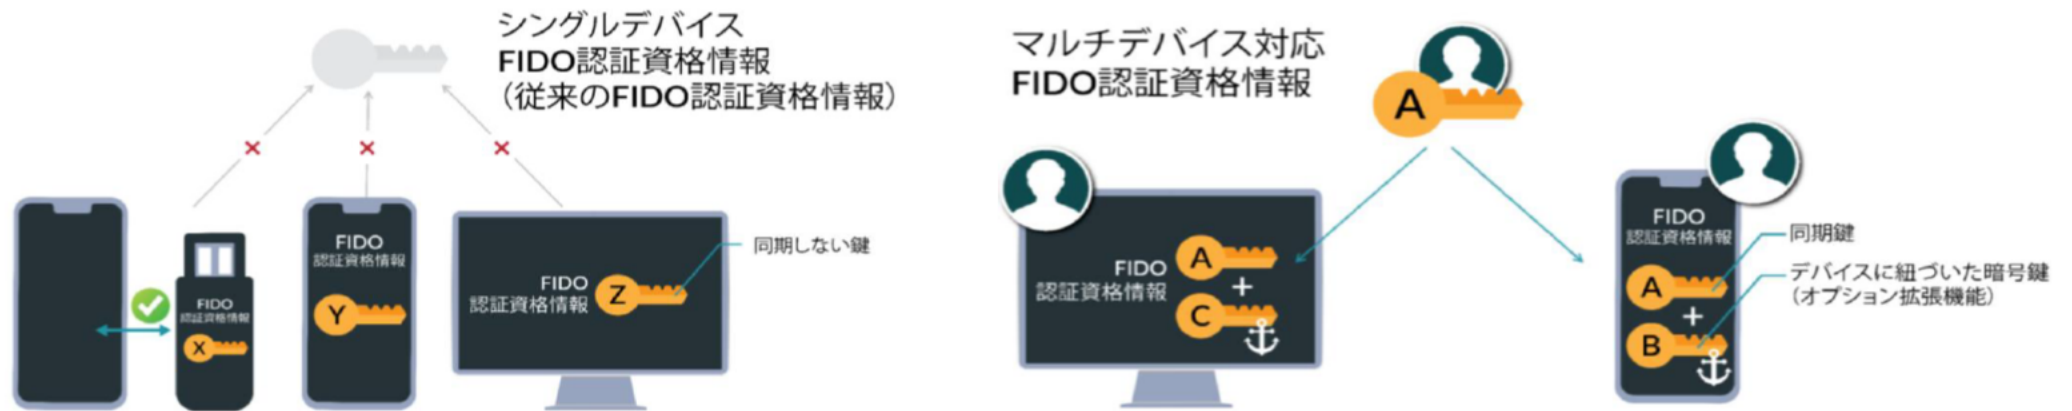 シングルデバイス
FIDO認証資格情報
（従来のFIDO認証資格情報）
FIDO
認証資格情報
X
FIDO
認証資格情報
Y
FIDO
認証資格情報
Z
同期しない鍵
マルチデバイス対応
FIDO認証資格情報
A
FIDO
認証資格情報
A
+
C
FIDO
認証資格情報
A
+
B
同期鍵
デバイスに紐づいた暗号鍵
（オプション拡張機能）